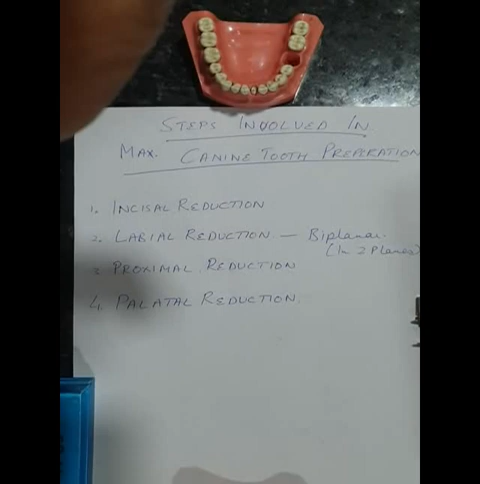 STEPS INVOLVED IN
MAX. CANINE TOOTH PREPERATION
1. INCISAL REDUCTION
2. LABIAL REDUCTION — Biplanar
(In 2 Planes)
3. PROXIMAL REDUCTION
4. PALATAL REDUCTION.